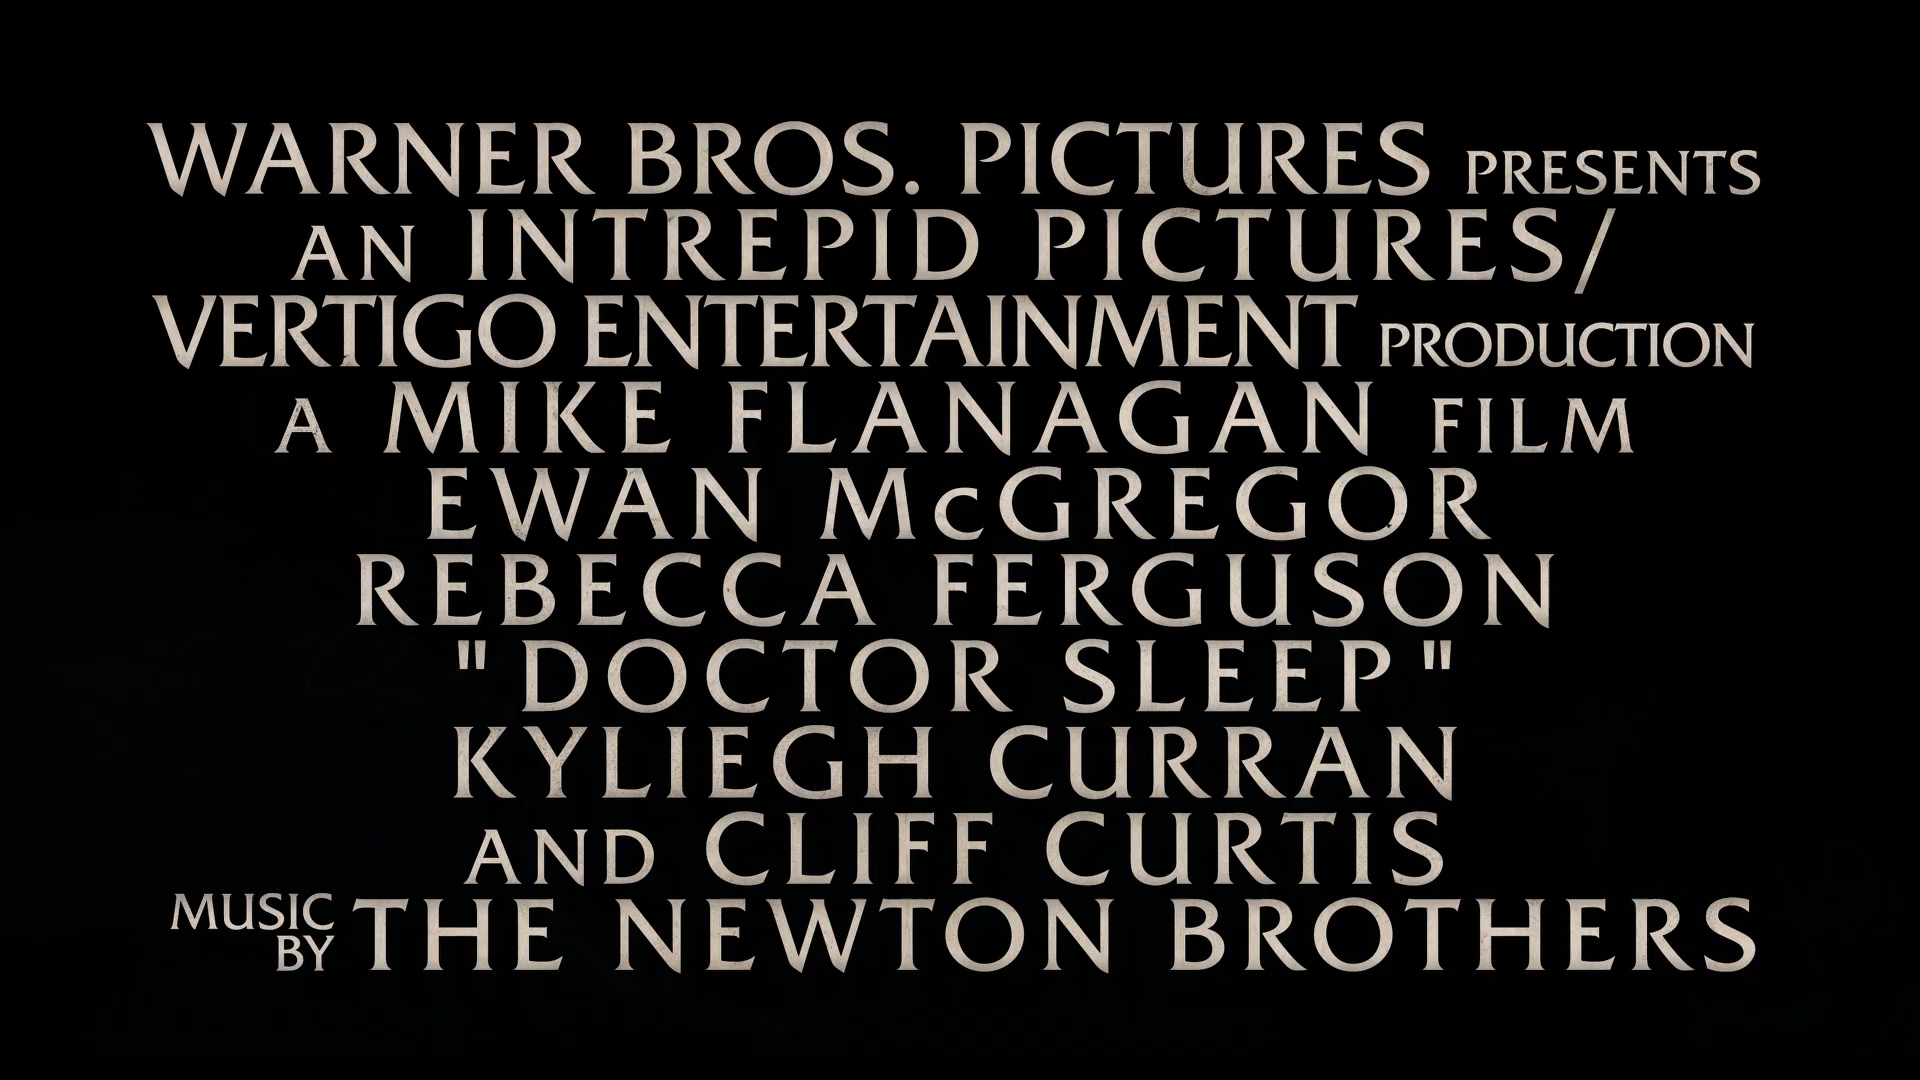 WARNER BROS. PICTURES PRESENTS
AN INTREPID PICTURES/
VERTIGO ENTERTAINMENT PRODUCTION
A MIKE FLANAGAN FILM
EWAN McGREGOR
REBECCA FERGUSON
"DOCTOR SLEEP"
KYLIEGH CURRAN
AND CLIFF CURTIS
MUSIC BY THE NEWTON BROTHERS